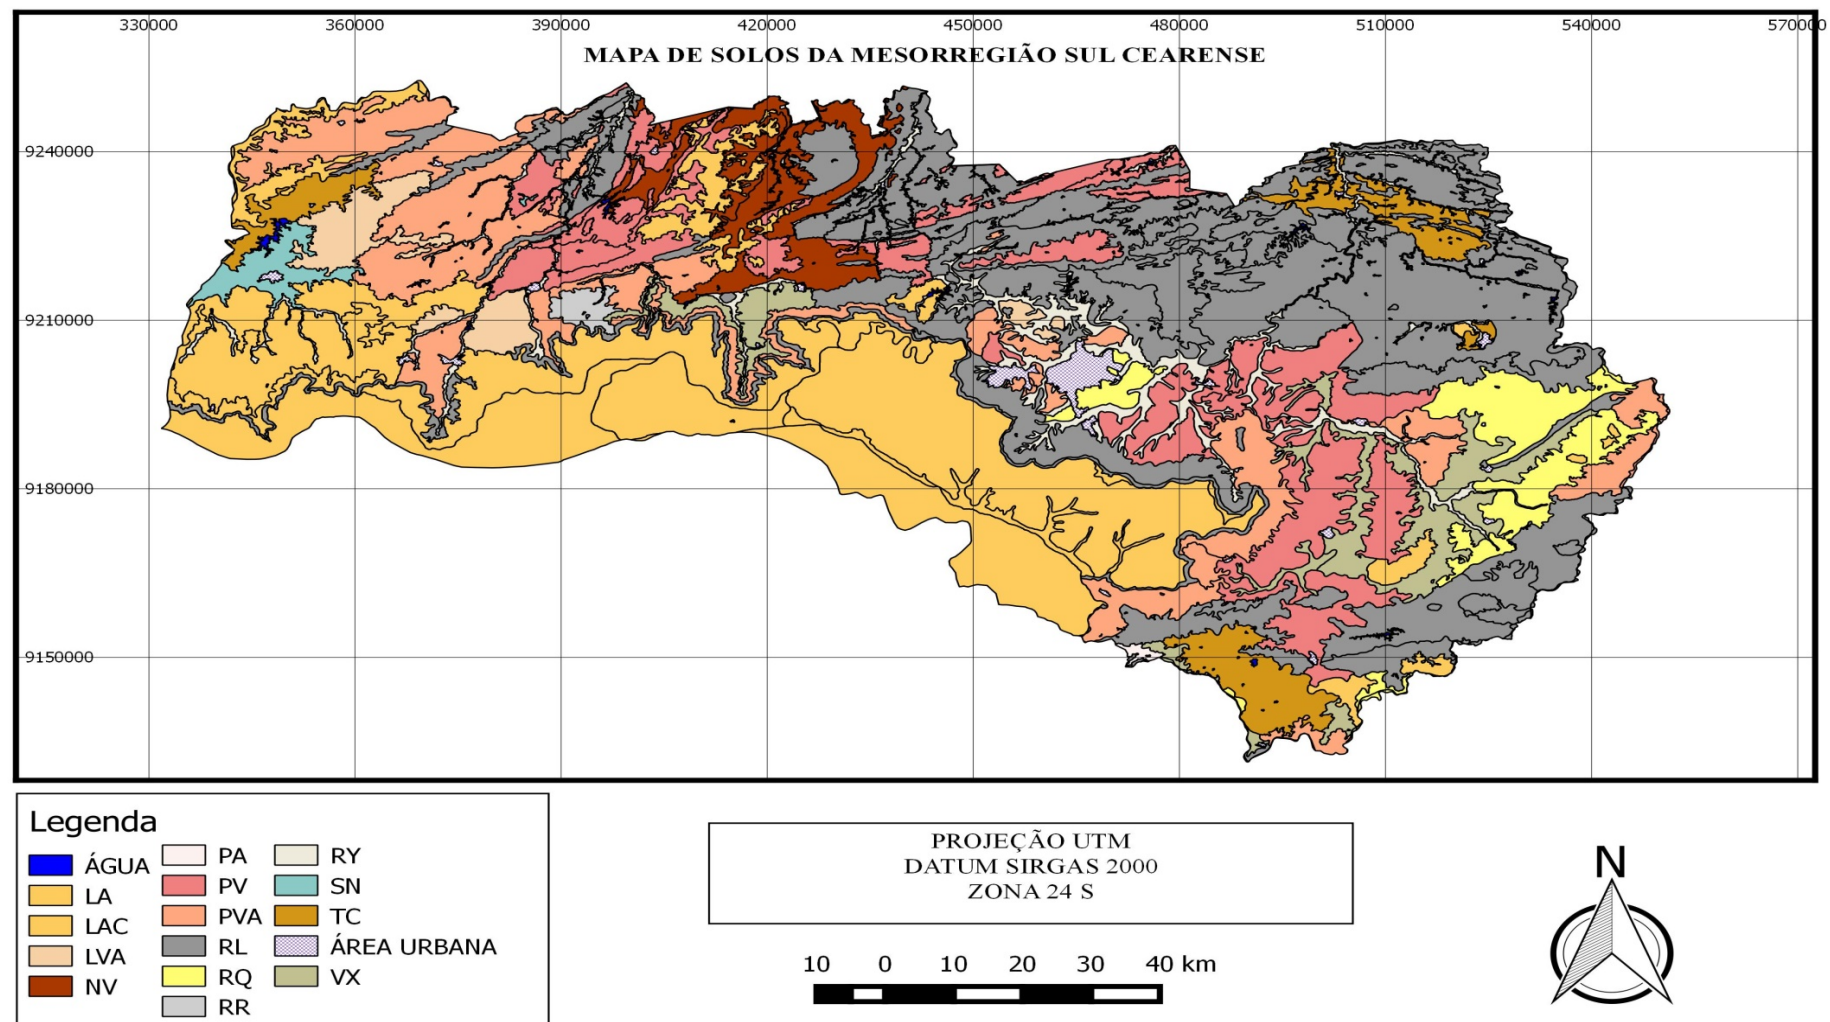 330000 360000 390000 420000 450000 480000 510000 540000 570000
MAPA DE SOLOS DA MESORREGIÃO SUL CEARENSE
9240000
9210000
9180000
9150000
Legenda
ÁGUA
LA
LAC
LVA
NV
PA
PV
PVA
RL
RQ
RR
RY
SN
TC
ÁREA URBANA
VX
PROJEÇÃO UTM
DATUM SIRGAS 2000
ZONA 24 S
10 0 10 20 30 40 km
N